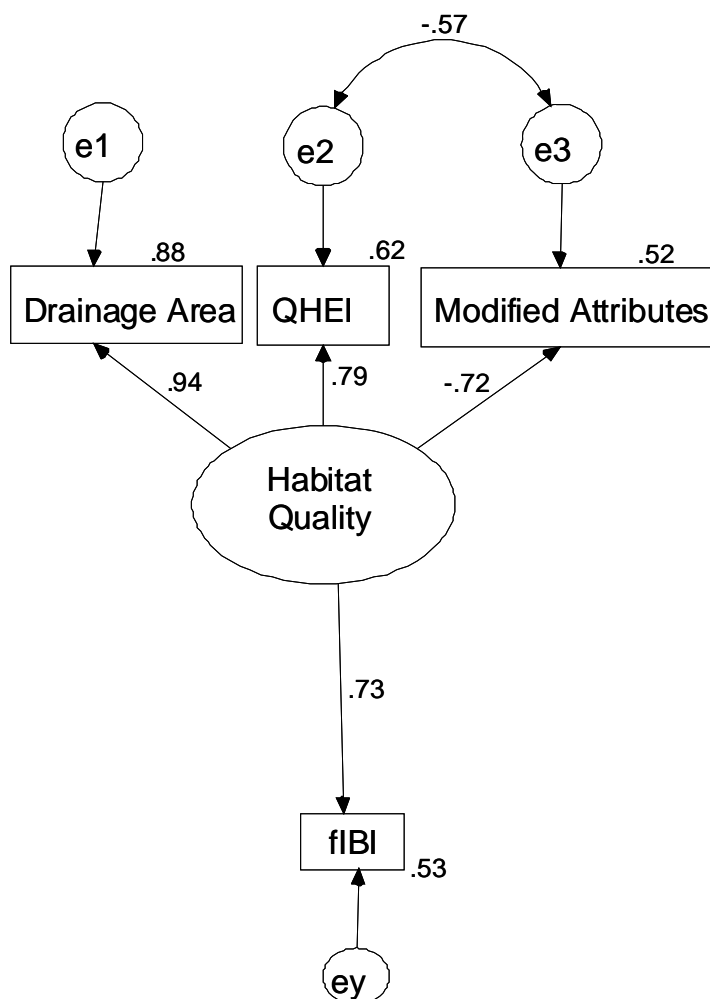 -.57
e1
e2
e3
.88
.62
.52
Drainage Area
QHEI
Modified Attributes
.94
.79
-.72
Habitat
Quality
.73
fIBI
.53
ey